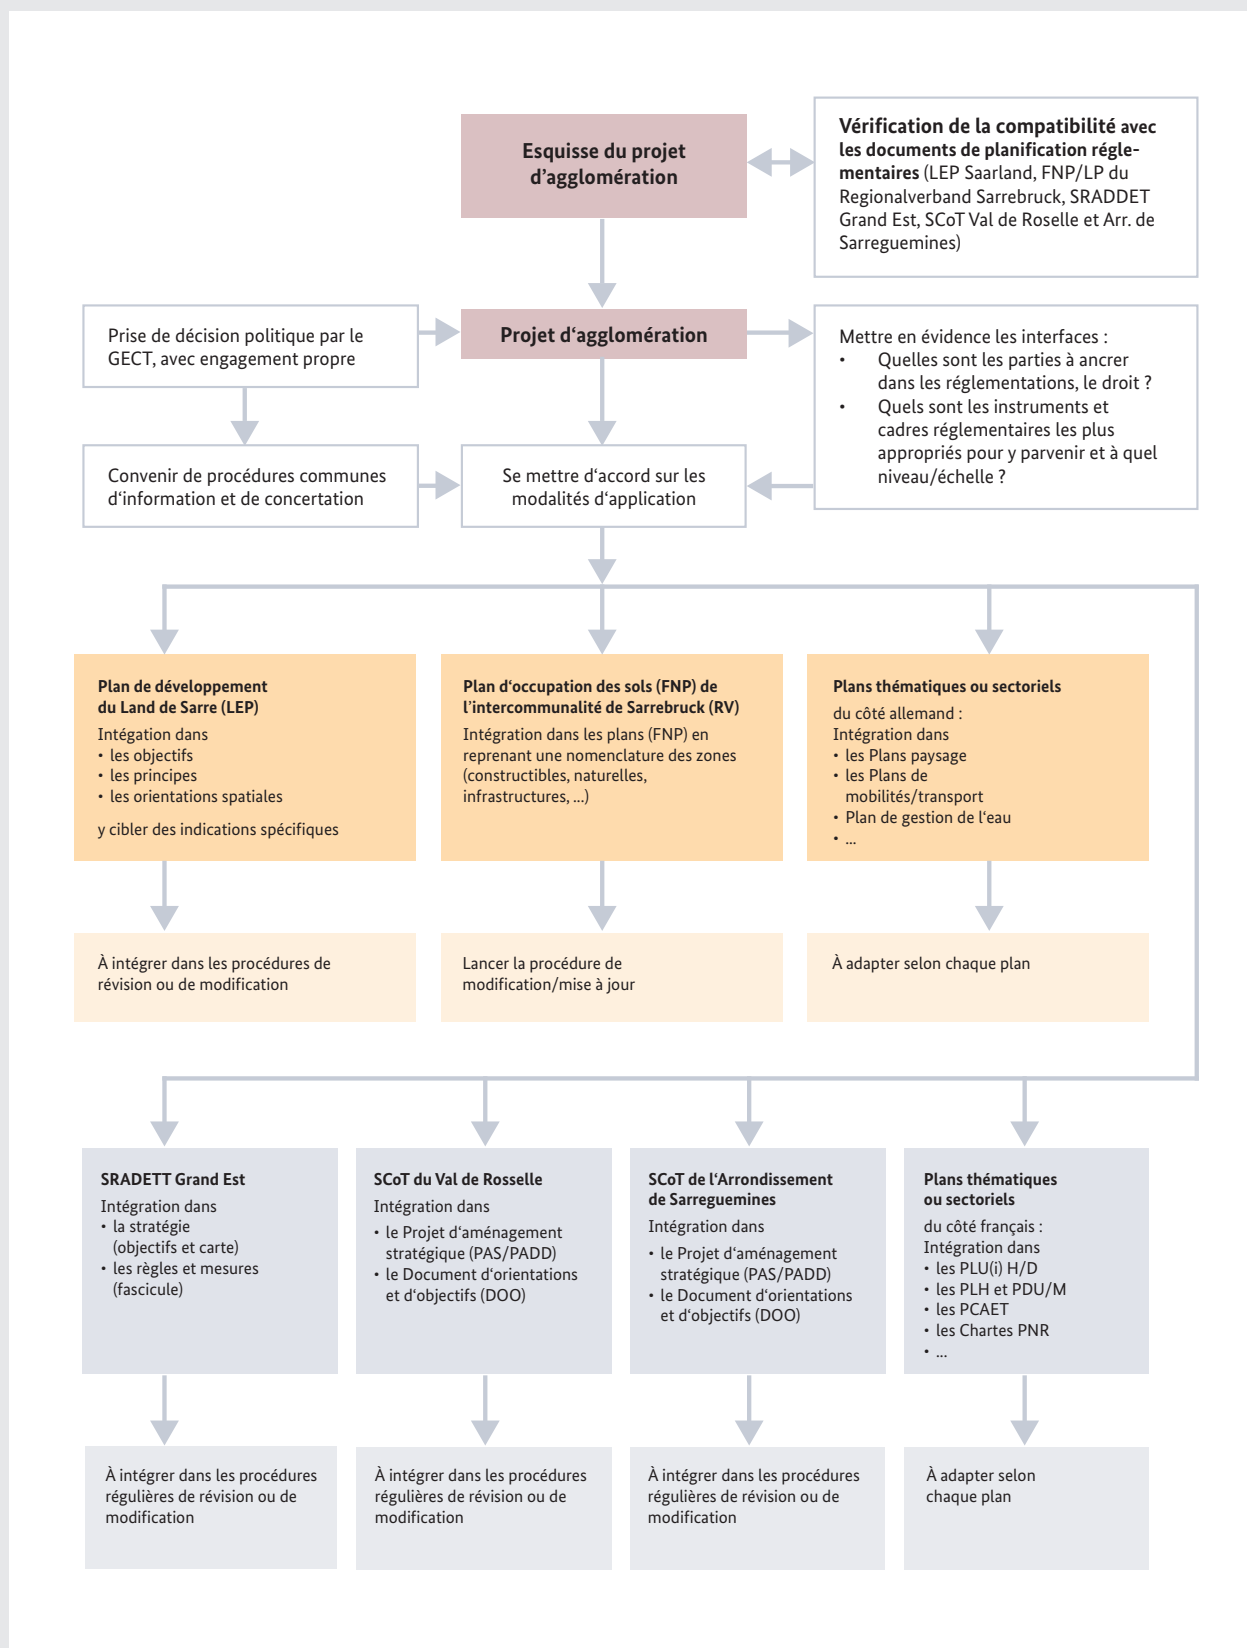 Esquisse du projet
d'agglomération
Vérification de la compatibilité avec
les documents de planification régle-
mentaires (LEP Saarland, FNP/LP du
Regionalverband Sarrebruck, SRADDET
Grand Est, SCoT Val de Roselle et Arr. de
Sarreguemines)
Prise de décision politique par le
GECT, avec engagement propre
Projet d‘agglomération
Mettre en évidence les interfaces :
• Quelles sont les parties à ancrer
dans les réglementations, le droit ?
• Quels sont les instruments et
cadres réglementaires les plus
appropriés pour y parvenir et à quel
niveau/échelle ?
Convenir de procédures communes
d‘information et de concertation
Se mettre d‘accord sur les
modalités d‘application
Plan de développement
du Land de Sarre (LEP)
Intégation dans
• les objectifs
• les principes
• les orientations spatiales
y cibler des indications spécifiques
Plan d‘occupation des sols (FNP) de
l‘intercommunalité de Sarrebruck (RV)
Intégration dans les plans (FNP) en
reprenant une nomenclature des zones
(constructibles, naturelles,
infrastructures, ...)
Plans thématiques ou sectoriels
du côté allemand :
Intégration dans
• les Plans paysage
• les Plans de
mobilités/transport
• Plan de gestion de l‘eau
• ...
À intégrer dans les procédures de
révision ou de modification
Lancer la procédure de
modification/mise à jour
À adapter selon chaque plan
SRADETT Grand Est
Intégration dans
• la stratégie
(objectifs et carte)
• les règles et mesures
(fascicule)
SCoT du Val de Rosselle
Intégration dans
• le Projet d‘aménagement
stratégique (PAS/PADD)
• le Document d‘orientations
et d‘objectifs (DOO)
SCoT de l‘Arrondissement
de Sarreguemines
Intégration dans
• le Projet d‘aménagement
stratégique (PAS/PADD)
• le Document d‘orientations
et d‘objectifs (DOO)
Plans thématiques
ou sectoriels
du côté français :
Intégration dans
• les PLU(i) H/D
• les PLH et PDU/M
• les PCAET
• les Chartes PNR
• ...
À intégrer dans les procédures
régulières de révision ou de
modification
À intégrer dans les procédures
régulières de révision ou de
modification
À intégrer dans les procédures
régulières de révision ou de
modification
À adapter selon
chaque plan